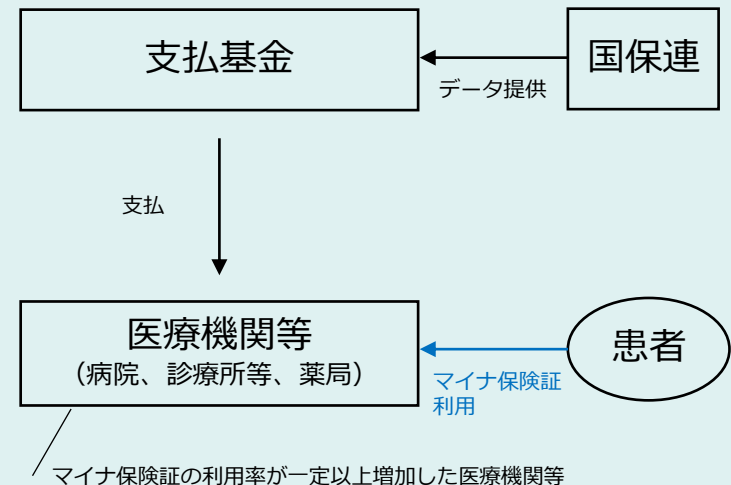 支払基金
国保連
データ提供
支払
医療機関等
（病院、診療所等、薬局）
患者
マイナ保険証
利用
マイナ保険証の利用率が一定以上増加した医療機関等